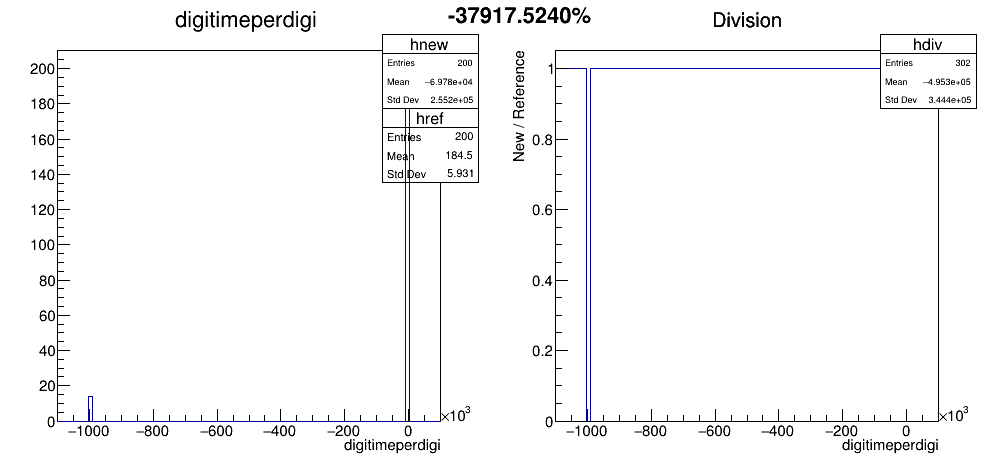 digitimeperdigi
-37917.5240%
Division
hnew
Entries 200
Mean −6.978e+04
Std Dev 2.552e+05
href
Entries 200
Mean 184.5
Std Dev 5.931
200
180
160
140
120
100
80
60
40
20
0
−1000 −800 −600 −400 −200 0
×10³
digitimeperdigi
hdiv
Entries 302
Mean −4.953e+05
Std Dev 3.444e+05
New / Reference
1
0.8
0.6
0.4
0.2
0
−1000 −800 −600 −400 −200 0
×10³
digitimeperdigi